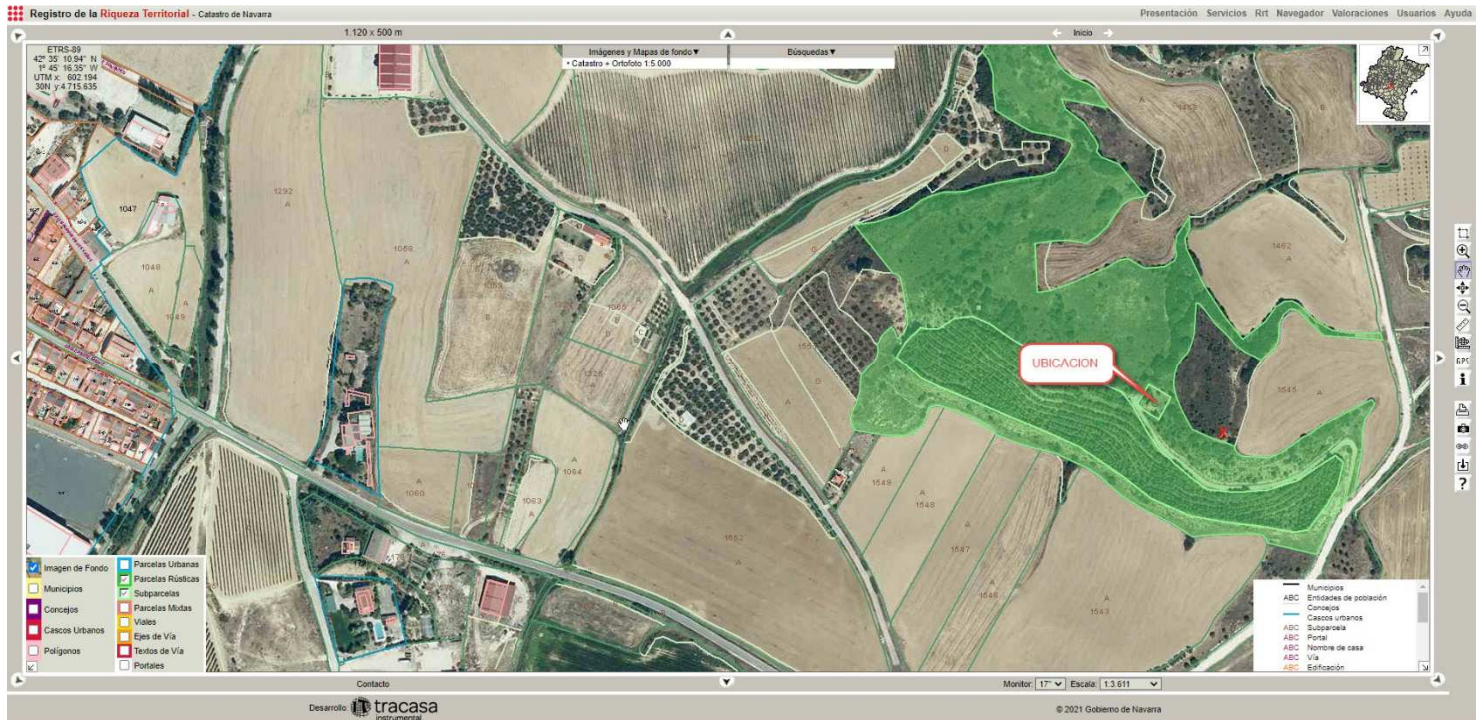 Registro de la Riqueza Territorial - Catastro de Navarra
Presentación Servicios Rrt Navegador Valoraciones Usuarios Ayuda
1.120 x 500 m
Inicio
ETRS-89
42° 35' 10.94" N
1° 45' 16.35" W
UTM x: 602.194
30N y:4.715.635
Imágenes y Mapas de fondo▼
Búsquedas▼
• Catastro + Ortofoto 1:5.000
1292
A
1047
1048
A
1049
1059
A
1053
B
D
1065
D
C
1325
A
D
G
D
A
B
1462
A
1545
A
UBICACION
A
1060
1064
A
1063
A
1552
A
A
1549
A
1548
A
1547
A
1546
A
1543
GPS
i
?
Imagen de Fondo
Municipios
Concejos
Cascos Urbanos
Polígonos
Parcelas Urbanas
Parcelas Rústicas
Subparcelas
Parcelas Mixtas
Viales
Ejes de Vía
Textos de Vía
Portales
Municipios
ABC Entidades de población
Concejos
Cascos urbanos
ABC Subparcela
ABC Portal
ABC Nombre de casa
ABC Vía
ABC Edificación
Contacto
Monitor: 17" Escala: 1:3.611
Desarrollo: tracasa
instrumental
© 2021 Gobierno de Navarra